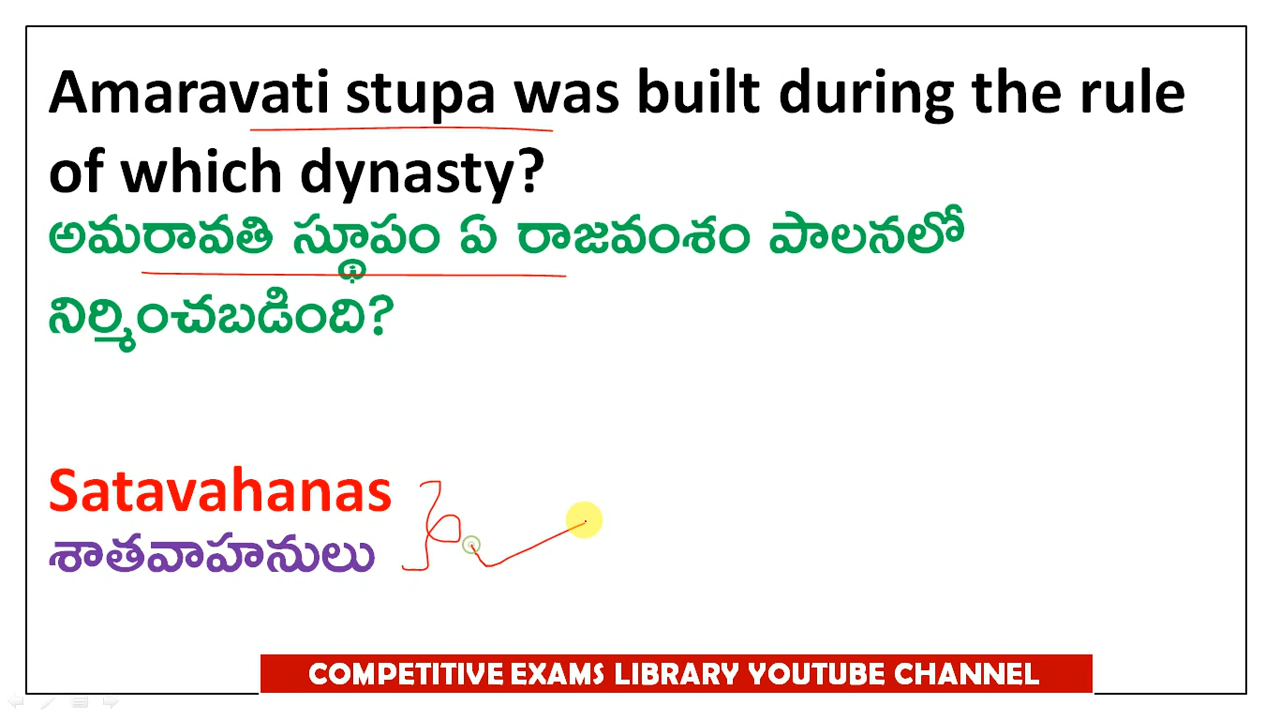 Amaravati stupa was built during the rule
of which dynasty?
అమరావతి స్థూపం ఏ రాజవంశం పాలనలో
నిర్మించబడింది?
Satavahanas
శాతవాహనులు
COMPETITIVE EXAMS LIBRARY YOUTUBE CHANNEL